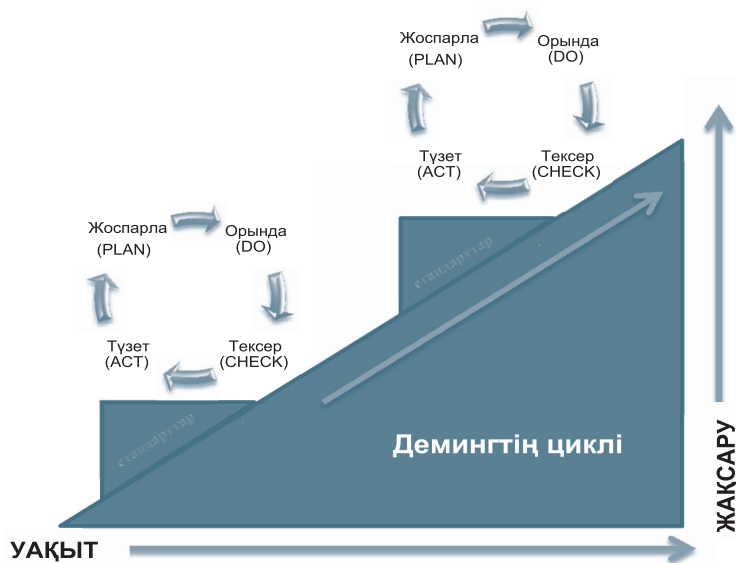 Жоспарла
(PLAN)
Орында
(DO)
Түзет
(ACT)
Тексер
(CHECK)
стандарттар
Жоспарла
(PLAN)
Орында
(DO)
Түзет
(ACT)
Тексер
(CHECK)
стандарттар
Демингтің циклі
ЖАҚСАРУ
УАҚЫТ